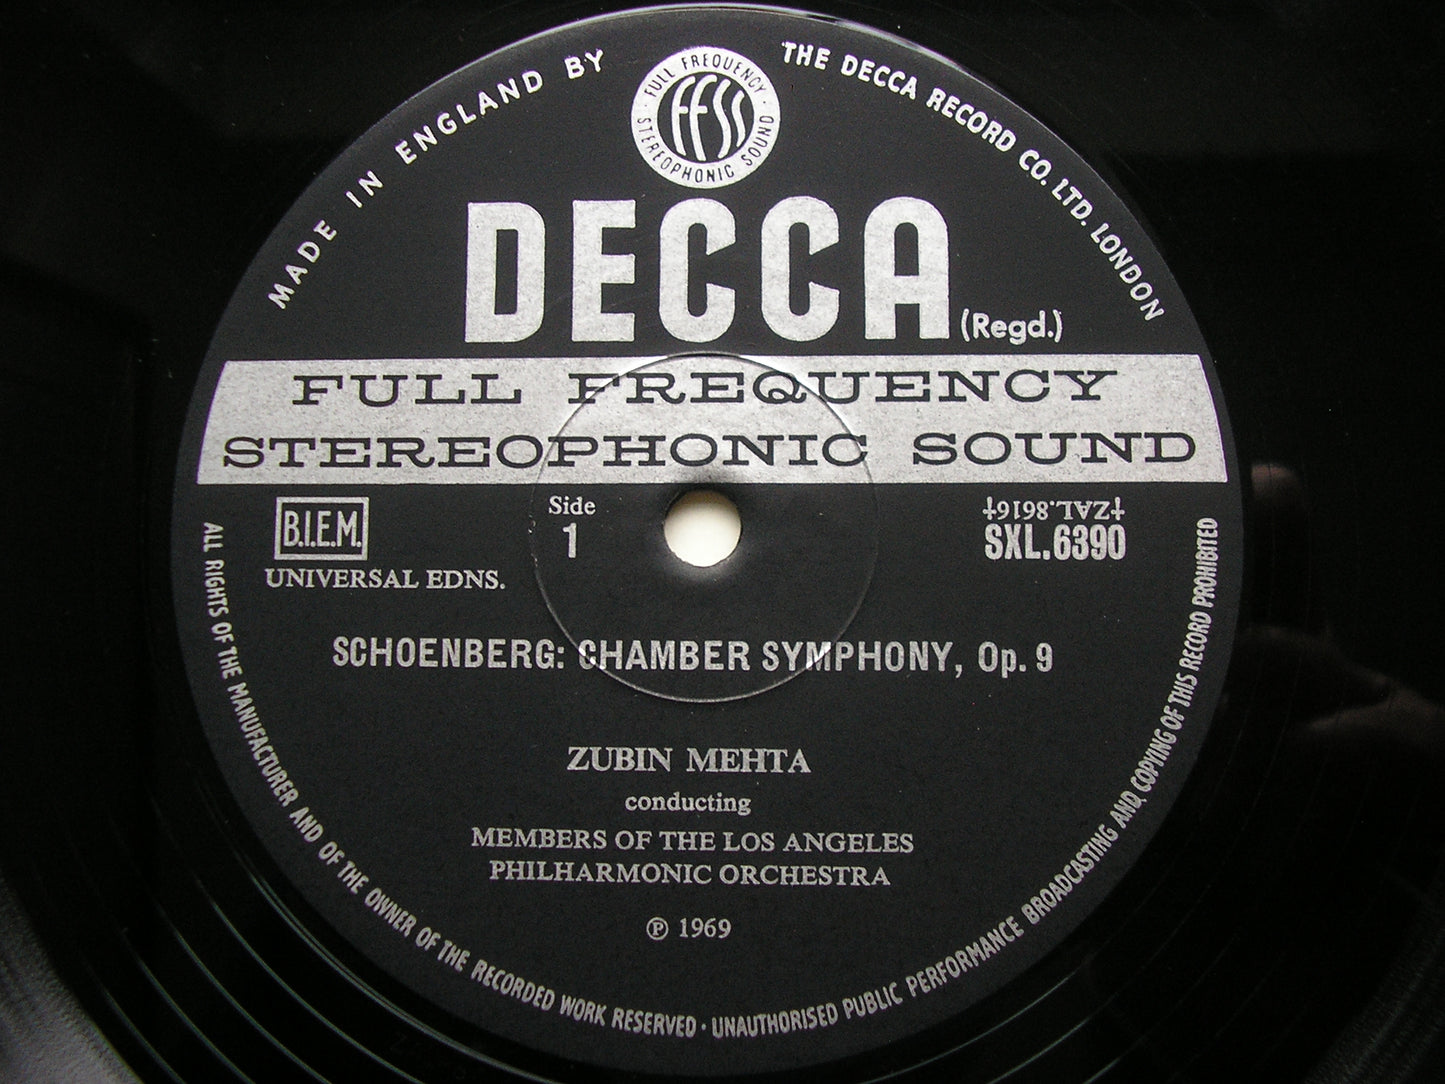 MADE IN ENGLAND BY
THE DECCA RECORD CO. LTD. LONDON
FULL FREQUENCY
ffss
STEREOPHONIC SOUND
DECCA (Regd.)
FULL FREQUENCY
STEREOPHONIC SOUND
B.I.E.M.
UNIVERSAL EDNS.
Side
1
‡ZAL.8616‡
SXL.6390
SCHOENBERG: CHAMBER SYMPHONY, Op. 9
ZUBIN MEHTA
conducting
MEMBERS OF THE LOS ANGELES
PHILHARMONIC ORCHESTRA
℗ 1969
ALL RIGHTS OF THE MANUFACTURER AND OF THE OWNER OF THE RECORDED WORK RESERVED · UNAUTHORISED PUBLIC PERFORMANCE BROADCASTING AND COPYING OF THIS RECORD PROHIBITED